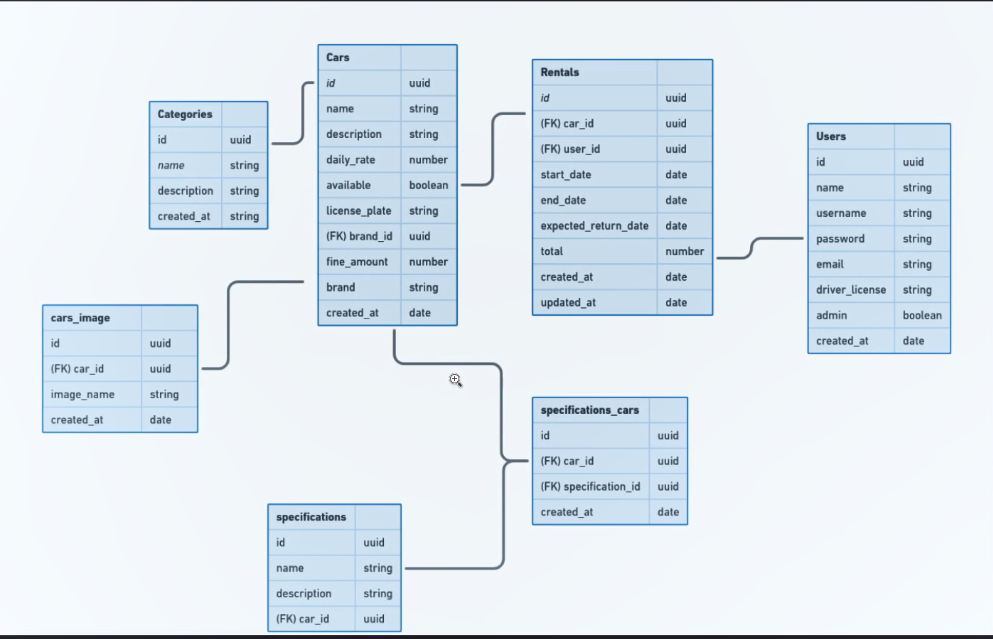 Cars
id uuid
name string
description string
daily_rate number
available boolean
license_plate string
(FK) brand_id uuid
fine_amount number
brand string
created_at date
Rentals
id uuid
(FK) car_id uuid
(FK) user_id uuid
start_date date
end_date date
expected_return_date date
total number
created_at date
updated_at date
Categories
id uuid
name string
description string
created_at string
Users
id uuid
name string
username string
password string
email string
driver_license string
admin boolean
created_at date
cars_image
id uuid
(FK) car_id uuid
image_name string
created_at date
specifications_cars
id uuid
(FK) car_id uuid
(FK) specification_id uuid
created_at date
specifications
id uuid
name string
description string
(FK) car_id uuid